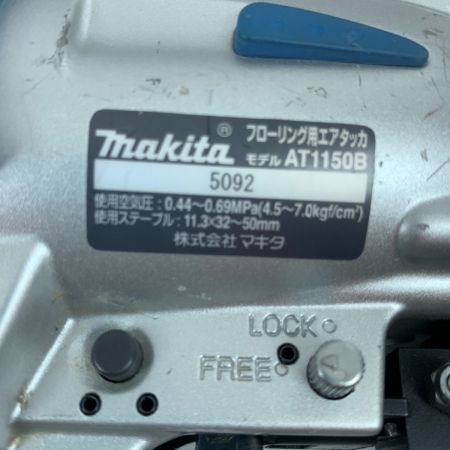 makita® フローリング用エアタッカ
モデル AT1150B
5092
使用空気圧：0.44〜0.69MPa(4.5〜7.0kgf/cm²)
使用ステープル：11.3×32〜50mm
株式会社 マキタ
LOCK
FREE